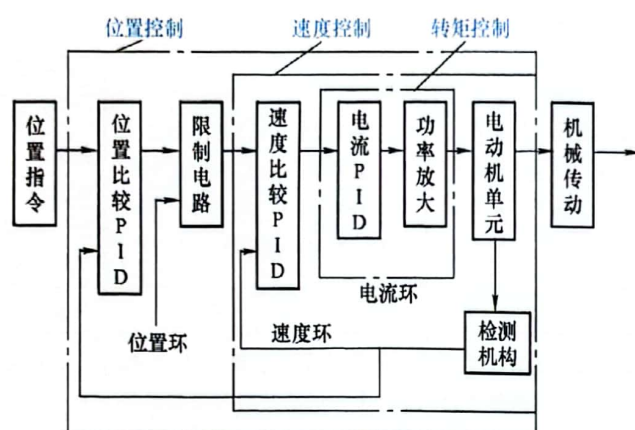 位置控制
速度控制
转矩控制
位置指令
位置比较PID
限制电路
速度比较PID
电流PID
功率放大
电动机单元
机械传动
电流环
位置环
速度环
检测
机构